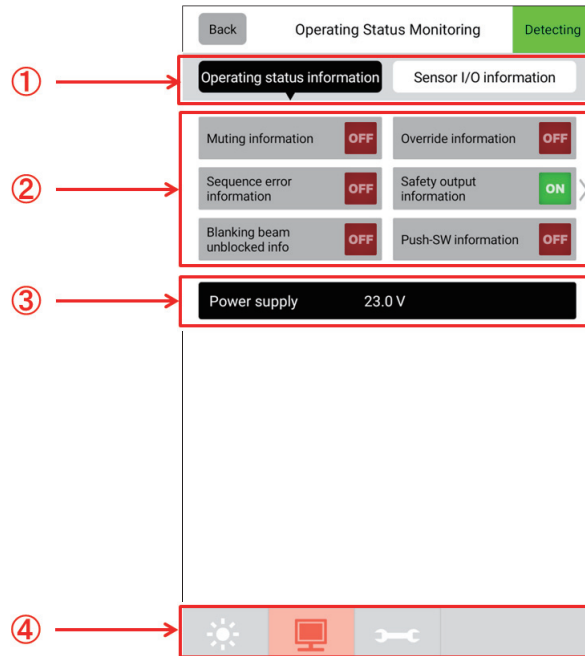 Back
Operating Status Monitoring
Detecting
①
Operating status information
Sensor I/O information
②
Muting information
OFF
Override information
OFF
Sequence error
information
OFF
Safety output
information
ON
Blanking beam
unblocked info
OFF
Push-SW information
OFF
③
Power supply 23.0 V
④